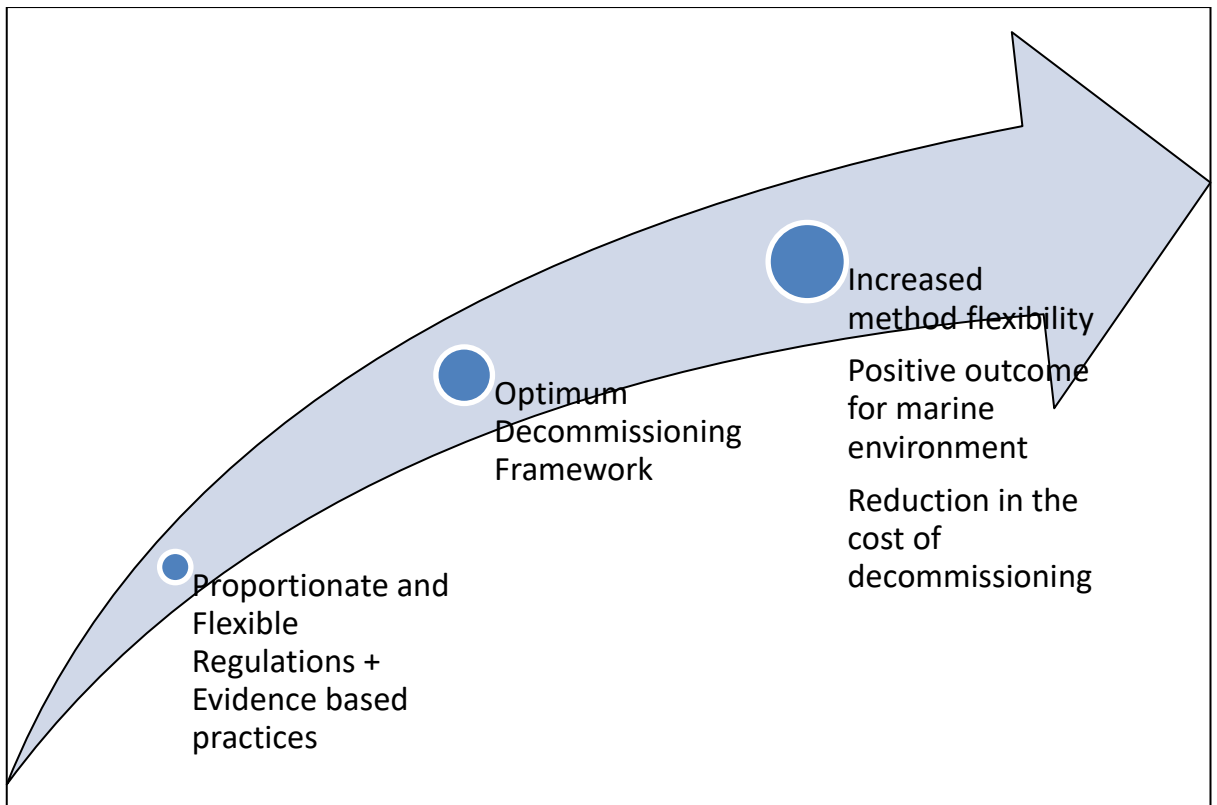 Increased
method flexibility
Positive outcome
for marine
environment
Reduction in the
cost of
decommissioning
Optimum
Decommissioning
Framework
Proportionate and
Flexible
Regulations +
Evidence based
practices